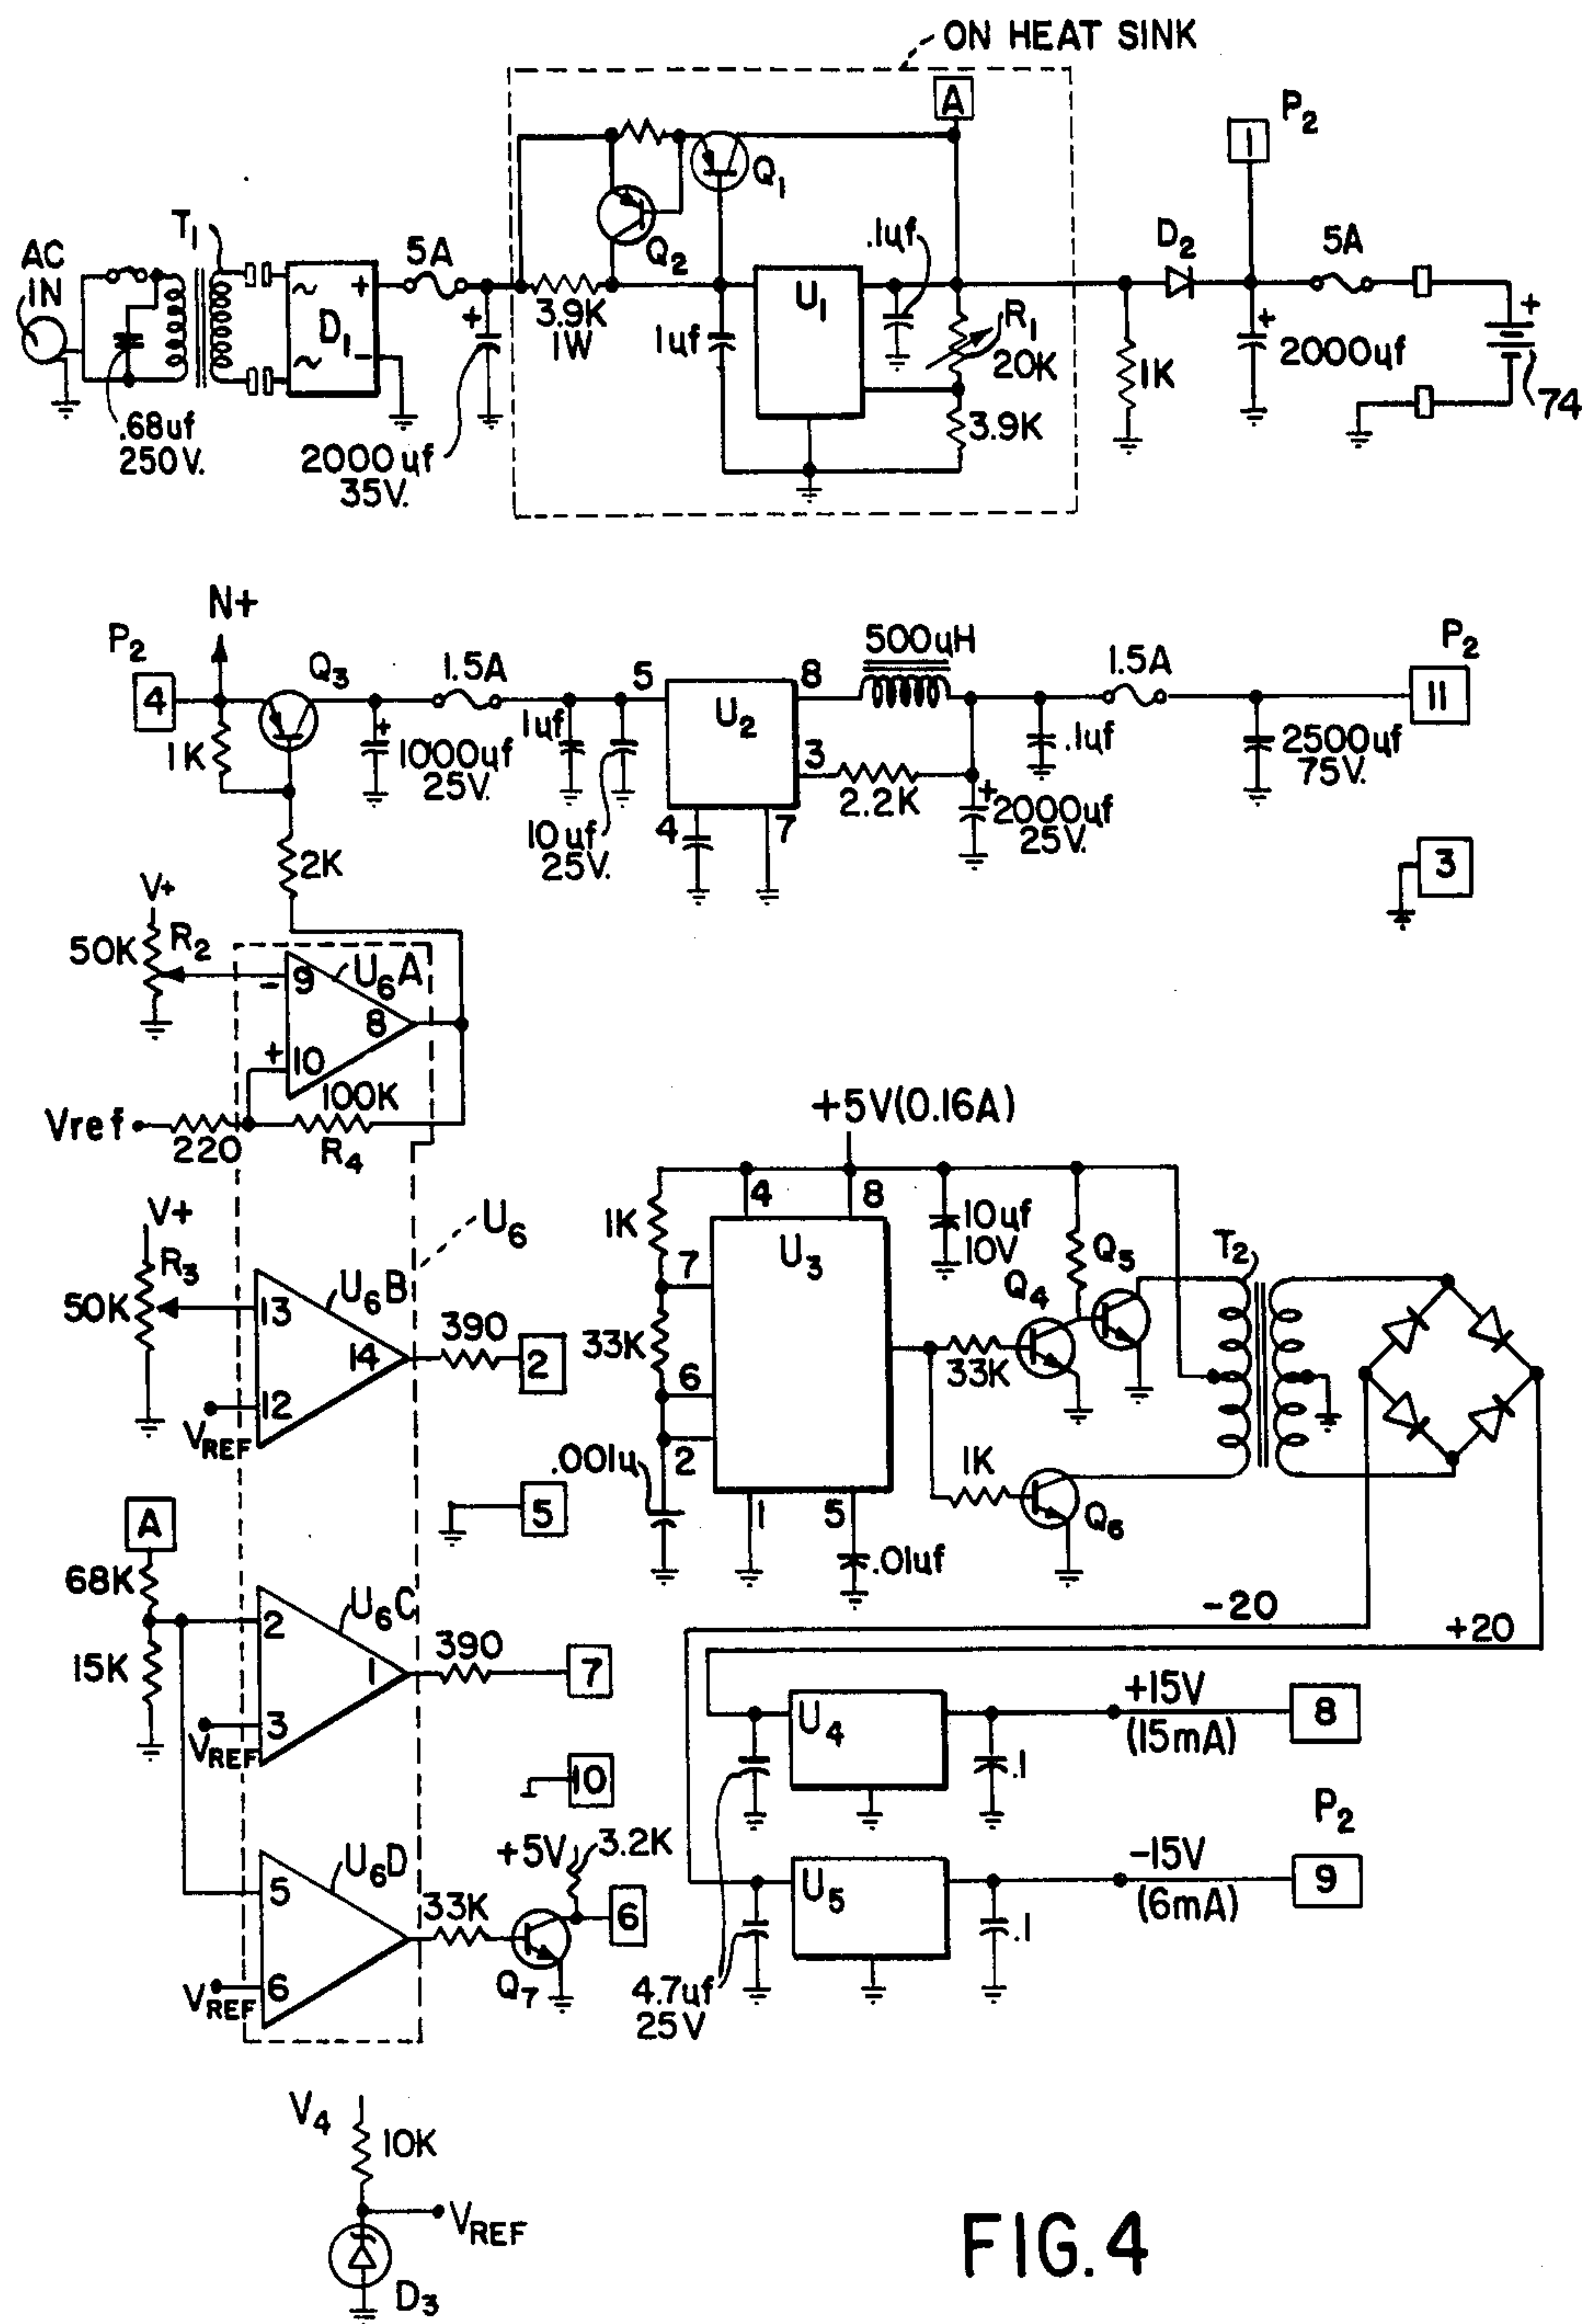 ON HEAT SINK
A
P2
1
Q1
T1
AC
IN
5A
Q2
.1uf
D2
5A
~
+
D1
~
-
+
3.9K
1W
1uf
U1
R1
20K
+
2000uf
1K
+
74
.68uf
250V.
2000uf
35V.
3.9K
N+
P2
4
Q3
1.5A
5
U2
8
500uH
1.5A
P2
11
1K
+
1000uf
25V.
1uf
10uf
25V.
3
2.2K
.1uf
2500uf
75V.
4
7
+
2000uf
25V.
2K
3
V+
50K
R2
-
9
U6A
8
+
10
100K
Vref
220
R4
+5V(0.16A)
V+
R3
50K
13
U6B
14
390
2
12
VREF
U6
1K
4
8
10uf
10V
U3
7
Q4
Q5
T2
33K
6
33K
2
.001u
1K
Q6
1
5
.01uf
5
A
68K
15K
2
U6C
1
390
7
3
VREF
-20
+20
10
U4
+15V
(15mA)
8
.1
5
U6D
+5V
3.2K
33K
6
Q7
6
VREF
U5
P2
-15V
(6mA)
9
.1
4.7uf
25V
V4
10K
VREF
D3
FIG. 4